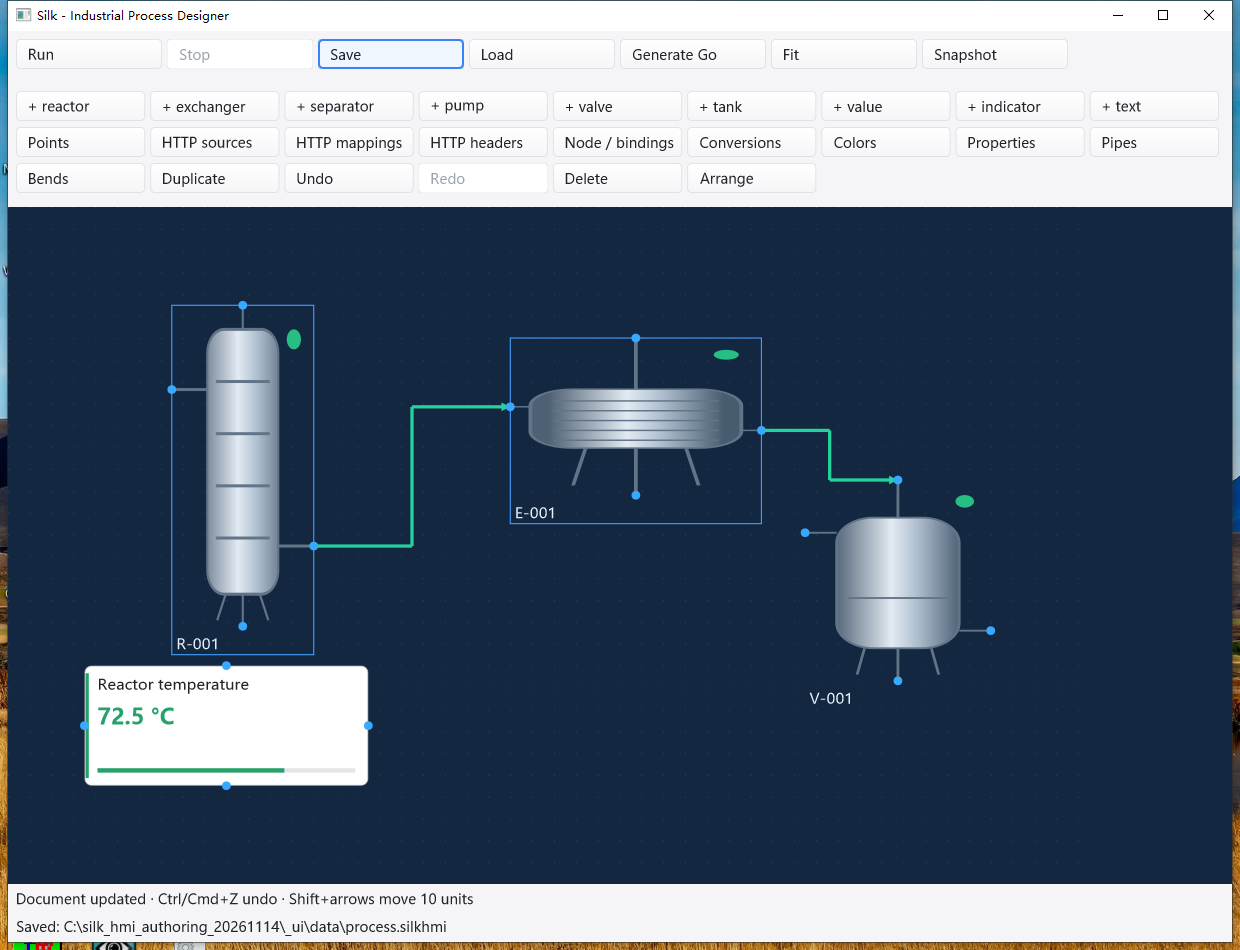 Silk - Industrial Process Designer
Run Stop Save Load Generate Go Fit Snapshot
+ reactor + exchanger + separator + pump + valve + tank + value + indicator + text
Points HTTP sources HTTP mappings HTTP headers Node / bindings Conversions Colors Properties Pipes
Bends Duplicate Undo Redo Delete Arrange
E-001
R-001
Reactor temperature
72.5 °C
V-001
Document updated · Ctrl/Cmd+Z undo · Shift+arrows move 10 units
Saved: C:\silk_hmi_authoring_20261114\_ui\data\process.silkhmi